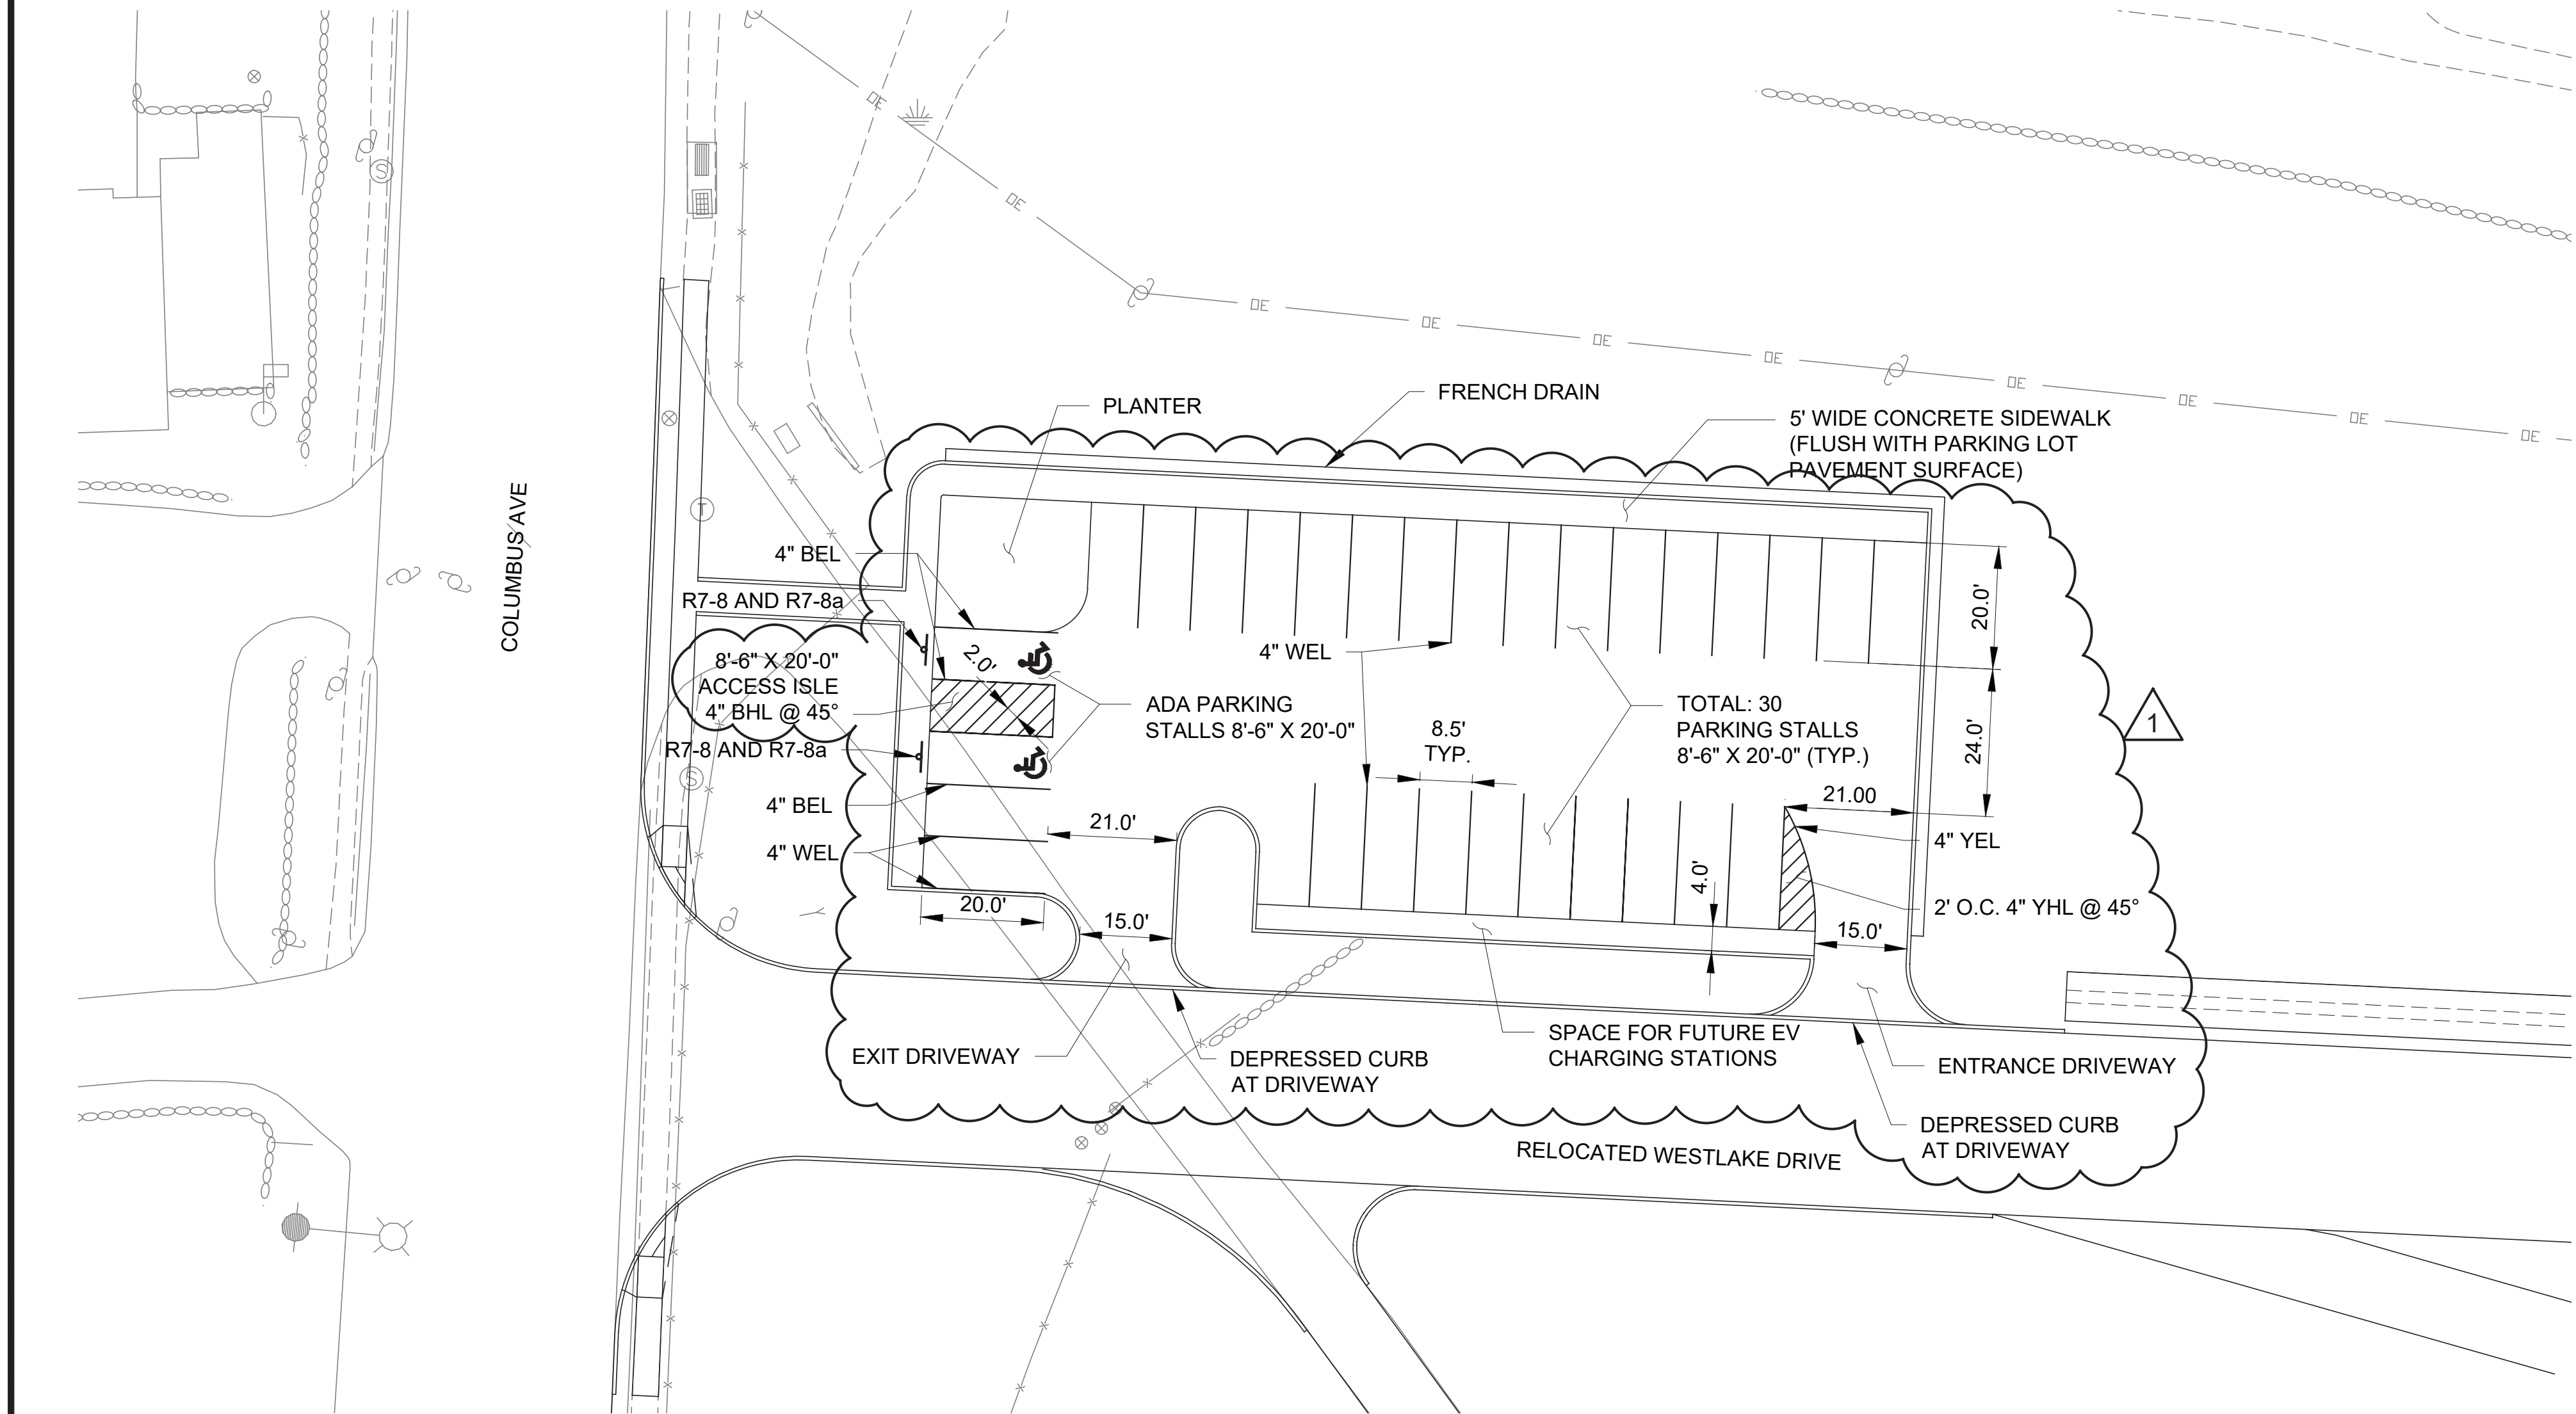 PLANTER
FRENCH DRAIN
5' WIDE CONCRETE SIDEWALK
(FLUSH WITH PARKING LOT
PAVEMENT SURFACE)
OE
OE
OE
OE
OE
OE
OE
OE
OE
OE
S
T
COLUMBUS AVE
4" BEL
R7-8 AND R7-8a
8'-6" X 20'-0"
ACCESS ISLE
4" BHL @ 45°
R7-8 AND R7-8a
S
4" BEL
4" WEL
2.0'
ADA PARKING
STALLS 8'-6" X 20'-0"
4" WEL
8.5'
TYP.
TOTAL: 30
PARKING STALLS
8'-6" X 20'-0" (TYP.)
20.0'
24.0'
1
21.00
4" YEL
2' O.C. 4" YHL @ 45°
21.0'
20.0'
15.0'
4.0'
15.0'
EXIT DRIVEWAY
DEPRESSED CURB
AT DRIVEWAY
SPACE FOR FUTURE EV
CHARGING STATIONS
ENTRANCE DRIVEWAY
DEPRESSED CURB
AT DRIVEWAY
RELOCATED WESTLAKE DRIVE